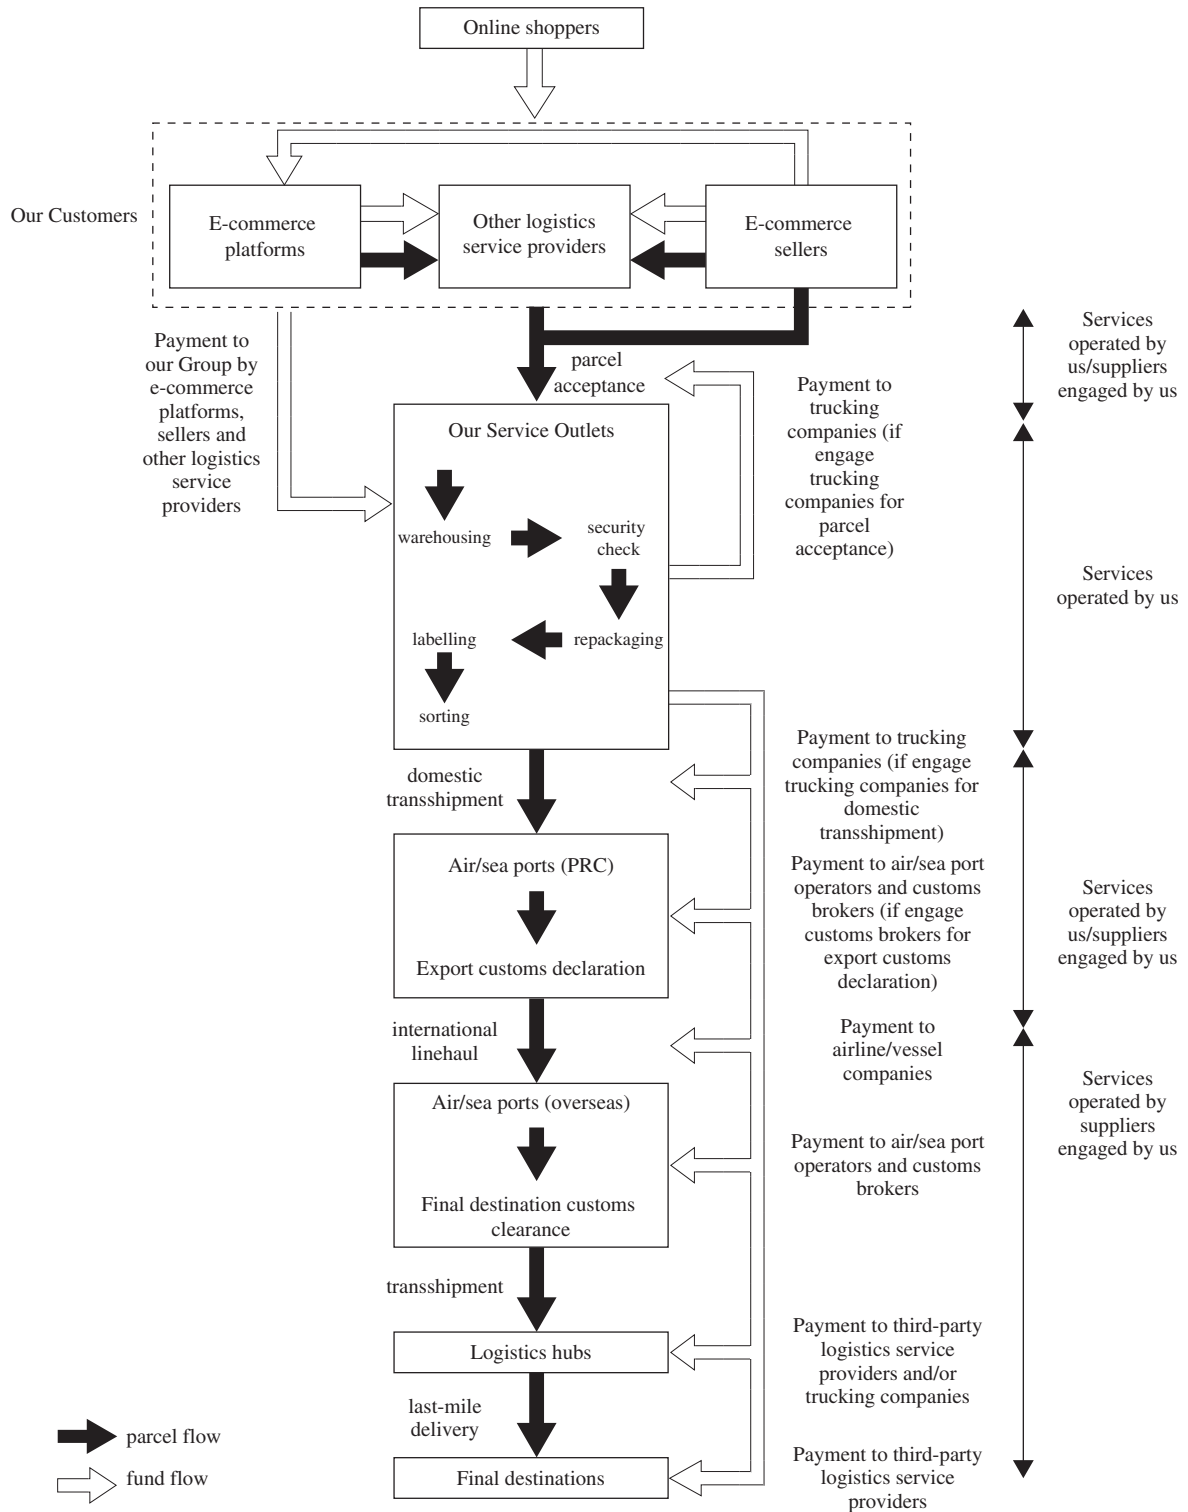 Online shoppers
Our Customers
E-commerce
platforms
Other logistics
service providers
E-commerce
sellers
Payment to
our Group by
e-commerce
platforms,
sellers and
other logistics
service
providers
parcel
acceptance
Payment to
trucking
companies (if
engage
trucking
companies for
parcel
acceptance)
Services
operated by
us/suppliers
engaged by us
Our Service Outlets
warehousing
security
check
repackaging
labelling
sorting
Services
operated by us
domestic
transshipment
Payment to trucking
companies (if engage
trucking companies for
domestic
transshipment)
Air/sea ports (PRC)
Export customs declaration
Payment to air/sea port
operators and customs
brokers (if engage
customs brokers for
export customs
declaration)
Services
operated by
us/suppliers
engaged by us
international
linehaul
Payment to
airline/vessel
companies
Air/sea ports (overseas)
Final destination customs
clearance
Payment to air/sea port
operators and customs
brokers
Services
operated by
suppliers
engaged by us
transshipment
Logistics hubs
Payment to third-party
logistics service
providers and/or
trucking companies
last-mile
delivery
Final destinations
Payment to third-party
logistics service
providers
parcel flow
fund flow